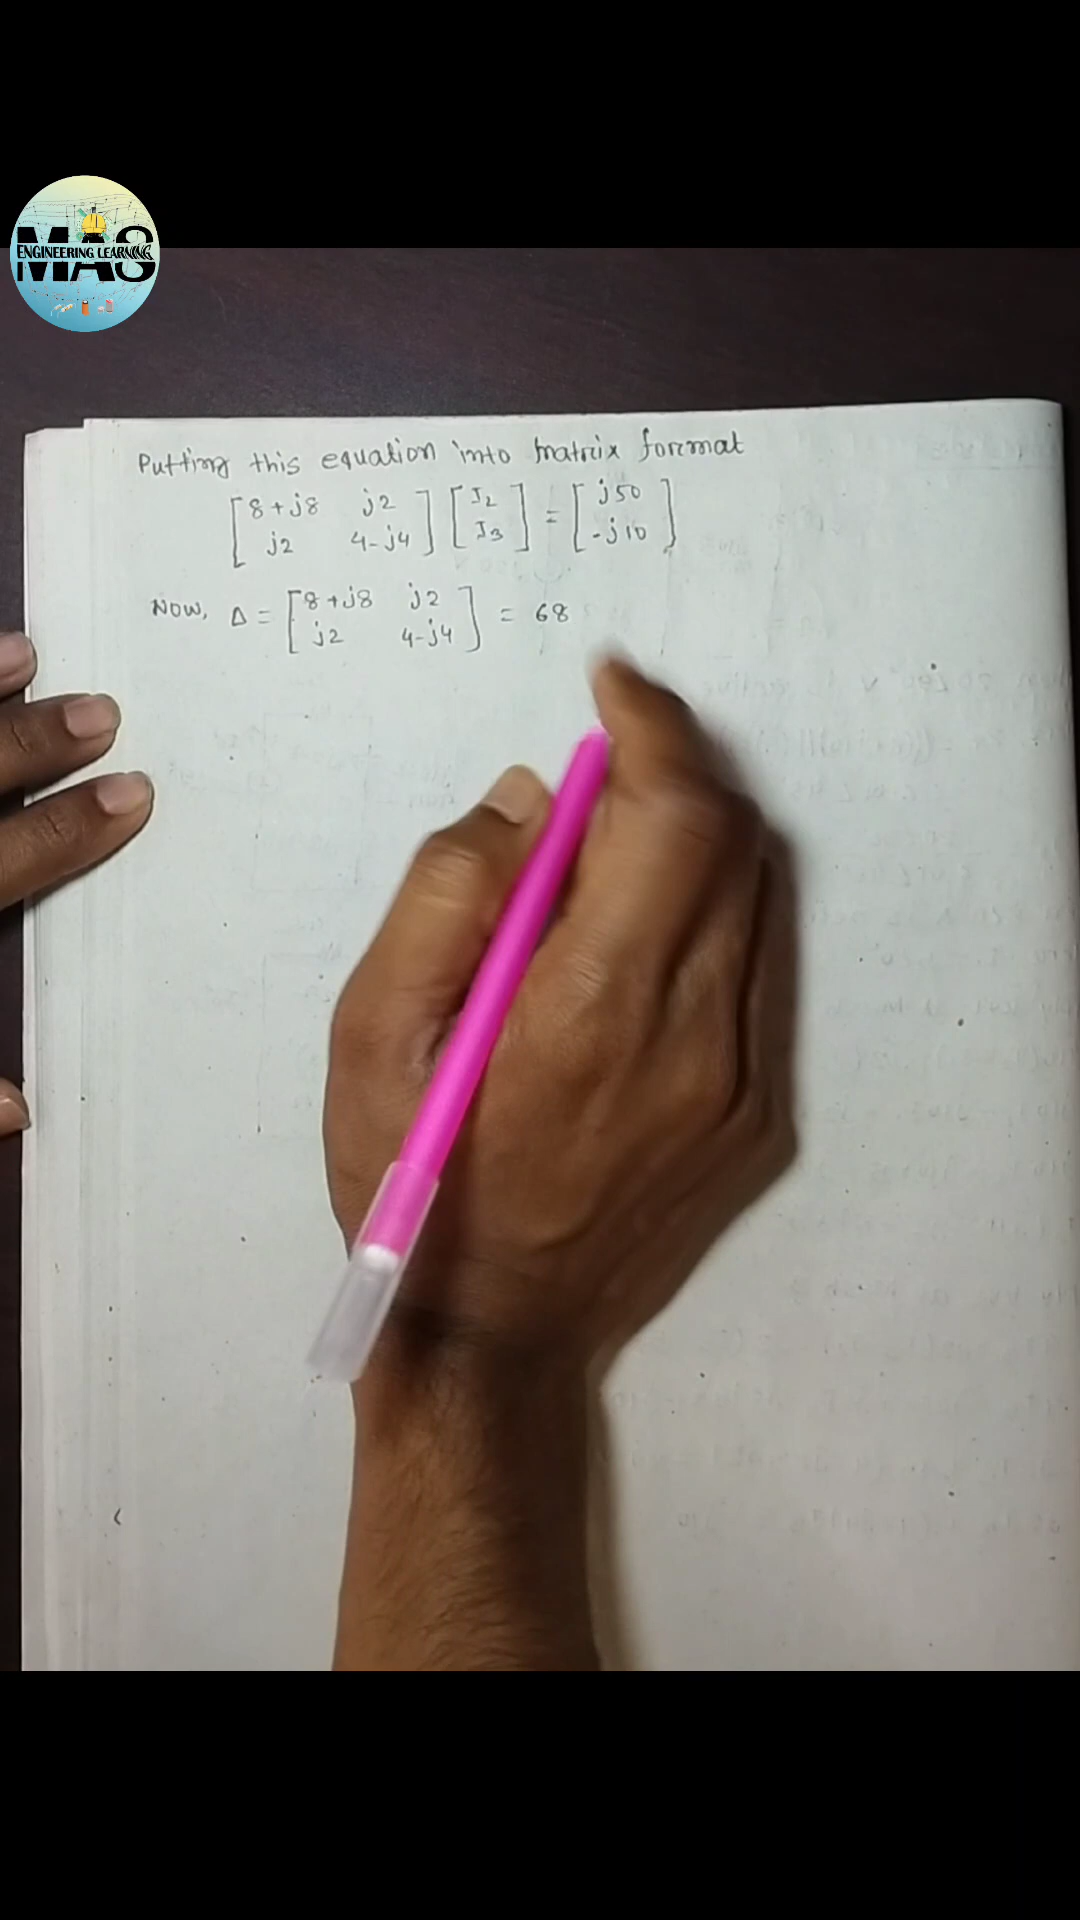 MAS
ENGINEERING LEARNING
Putting this equation into matrix format
[8+j8 j2] [I2] = [j50]
[j2 4-j4] [I3] [-j10]
Now, Δ = [8+j8 j2] = 68
[j2 4-j4]